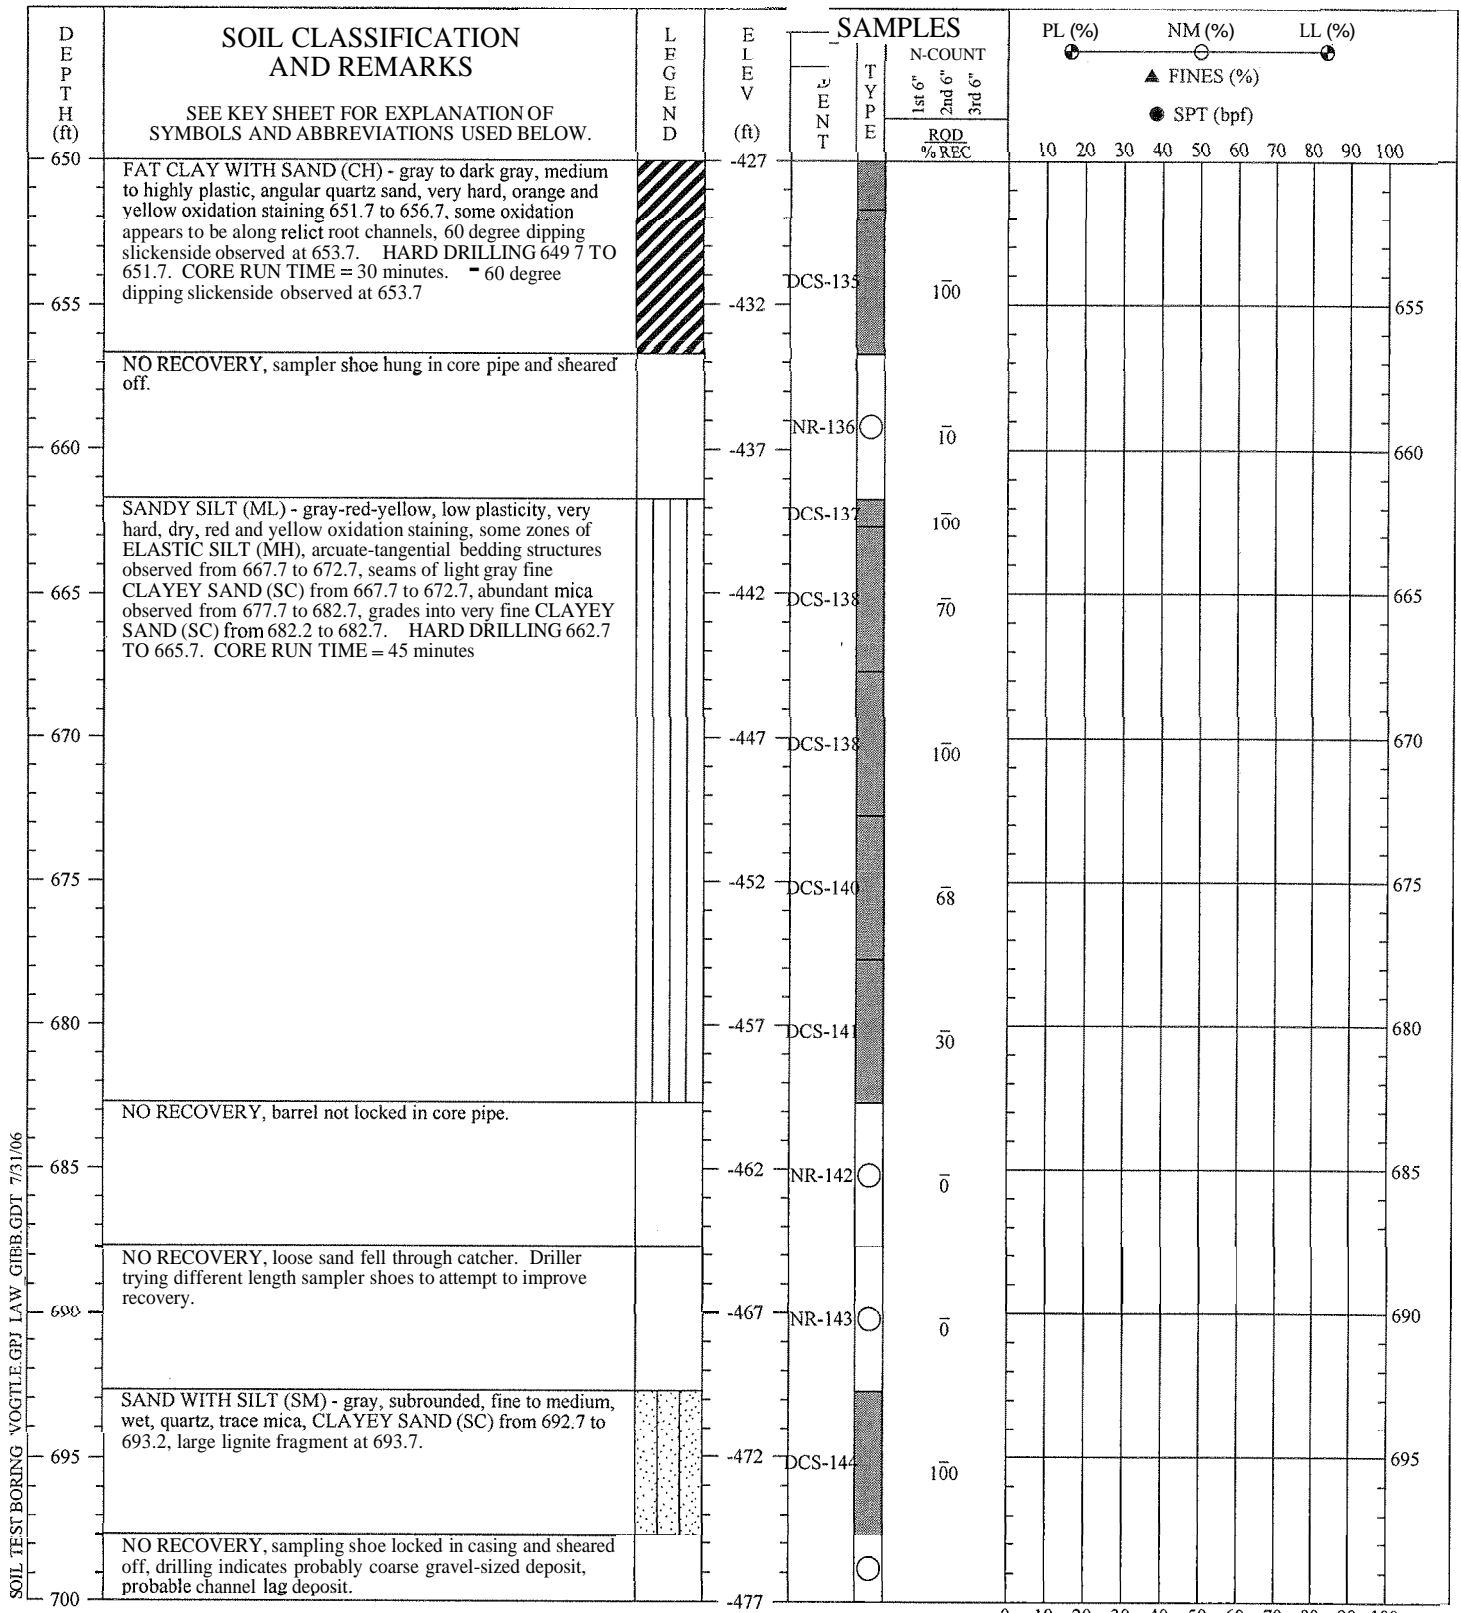 DEPTH (ft)
SOIL CLASSIFICATION
AND REMARKS
SEE KEY SHEET FOR EXPLANATION OF
SYMBOLS AND ABBREVIATIONS USED BELOW.
LEGEND
ELEV (ft)
SAMPLES
ENT
TYPE
N-COUNT
1st 6"
2nd 6"
3rd 6"
RQD
% REC
PL (%) NM (%) LL (%)
▲ FINES (%)
● SPT (bpf)
10 20 30 40 50 60 70 80 90 100
650
-427
FAT CLAY WITH SAND (CH) - gray to dark gray, medium
to highly plastic, angular quartz sand, very hard, orange and
yellow oxidation staining 651.7 to 656.7, some oxidation
appears to be along relict root channels, 60 degree dipping
slickenside observed at 653.7. HARD DRILLING 649 7 TO
651.7. CORE RUN TIME = 30 minutes. - 60 degree
dipping slickenside observed at 653.7
DCS-135
100
655
-432
655
NO RECOVERY, sampler shoe hung in core pipe and sheared
off.
NR-136
10
660
-437
660
SANDY SILT (ML) - gray-red-yellow, low plasticity, very
hard, dry, red and yellow oxidation staining, some zones of
ELASTIC SILT (MH), arcuate-tangential bedding structures
observed from 667.7 to 672.7, seams of light gray fine
CLAYEY SAND (SC) from 667.7 to 672.7, abundant mica
observed from 677.7 to 682.7, grades into very fine CLAYEY
SAND (SC) from 682.2 to 682.7. HARD DRILLING 662.7
TO 665.7. CORE RUN TIME = 45 minutes
DCS-137
100
665
-442
DCS-138
70
665
670
-447
DCS-138
100
670
675
-452
DCS-140
68
675
680
-457
DCS-141
30
680
NO RECOVERY, barrel not locked in core pipe.
685
-462
NR-142
0
685
NO RECOVERY, loose sand fell through catcher. Driller
trying different length sampler shoes to attempt to improve
recovery.
690
-467
NR-143
0
690
SAND WITH SILT (SM) - gray, subrounded, fine to medium,
wet, quartz, trace mica, CLAYEY SAND (SC) from 692.7 to
693.2, large lignite fragment at 693.7.
695
-472
DCS-144
100
695
NO RECOVERY, sampling shoe locked in casing and sheared
off, drilling indicates probably coarse gravel-sized deposit,
probable channel lag deposit.
700
-477
0 10 20 30 40 50 60 70 80 90 100
SOIL TEST BORING VOGTLE.GPJ LAW_GIBB.GDT 7/31/06